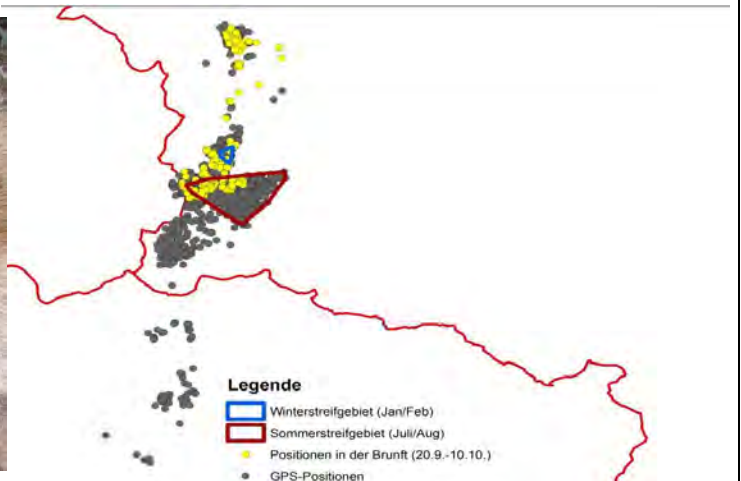 Legende
Winterstreifgebiet (Jan/Feb)
Sommerstreifgebiet (Juli/Aug)
Positionen in der Brunft (20.9.-10.10.)
GPS-Positionen